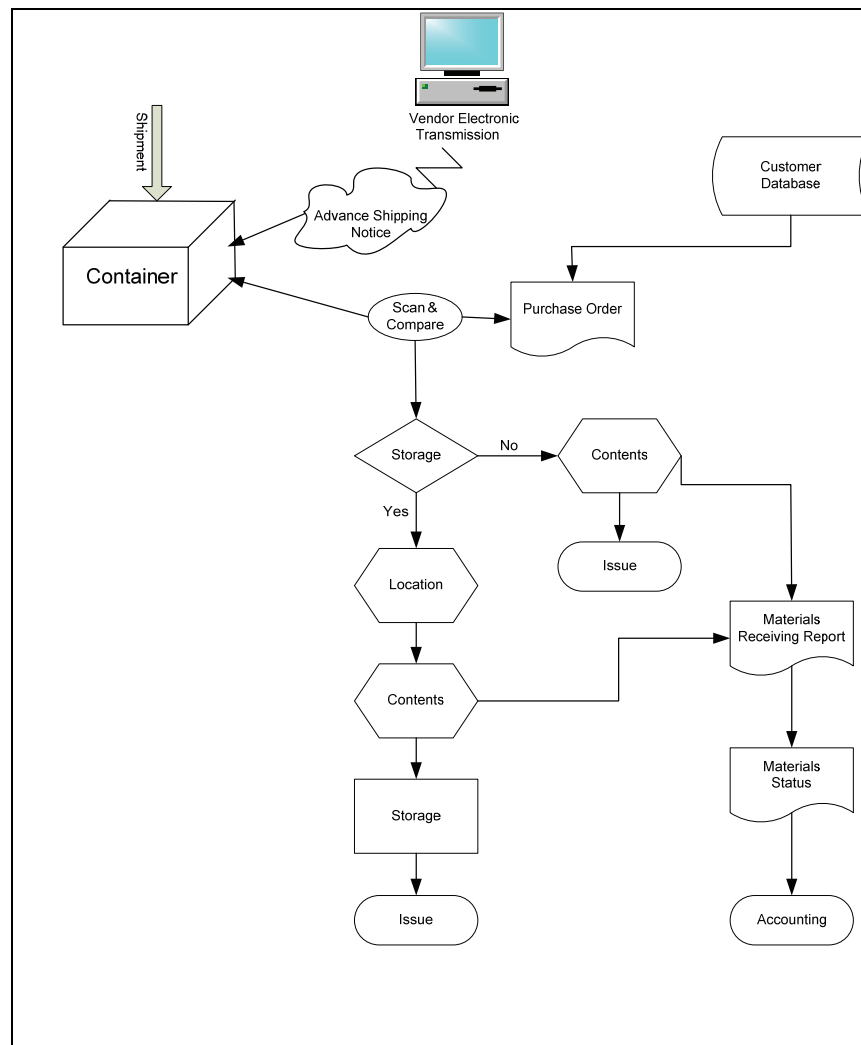 Vendor Electronic
Transmission
Shipment
Customer
Database
Advance Shipping
Notice
Container
Scan &
Compare
Purchase Order
Storage
No
Contents
Yes
Issue
Location
Materials
Receiving Report
Contents
Materials
Status
Storage
Issue
Accounting